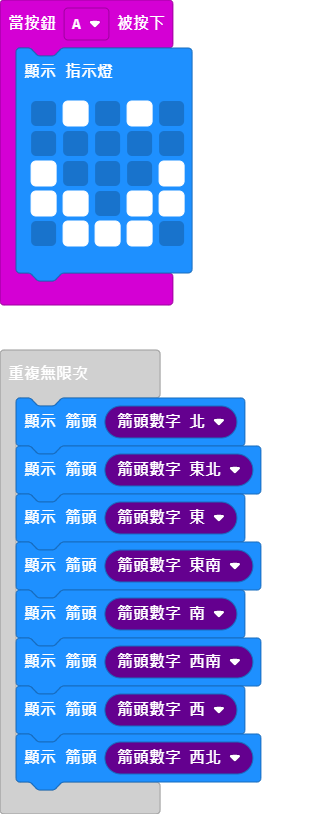 當按鈕 A 被按下
顯示 指示燈
重複無限次
顯示 箭頭 箭頭數字 北
顯示 箭頭 箭頭數字 東北
顯示 箭頭 箭頭數字 東
顯示 箭頭 箭頭數字 東南
顯示 箭頭 箭頭數字 南
顯示 箭頭 箭頭數字 西南
顯示 箭頭 箭頭數字 西
顯示 箭頭 箭頭數字 西北